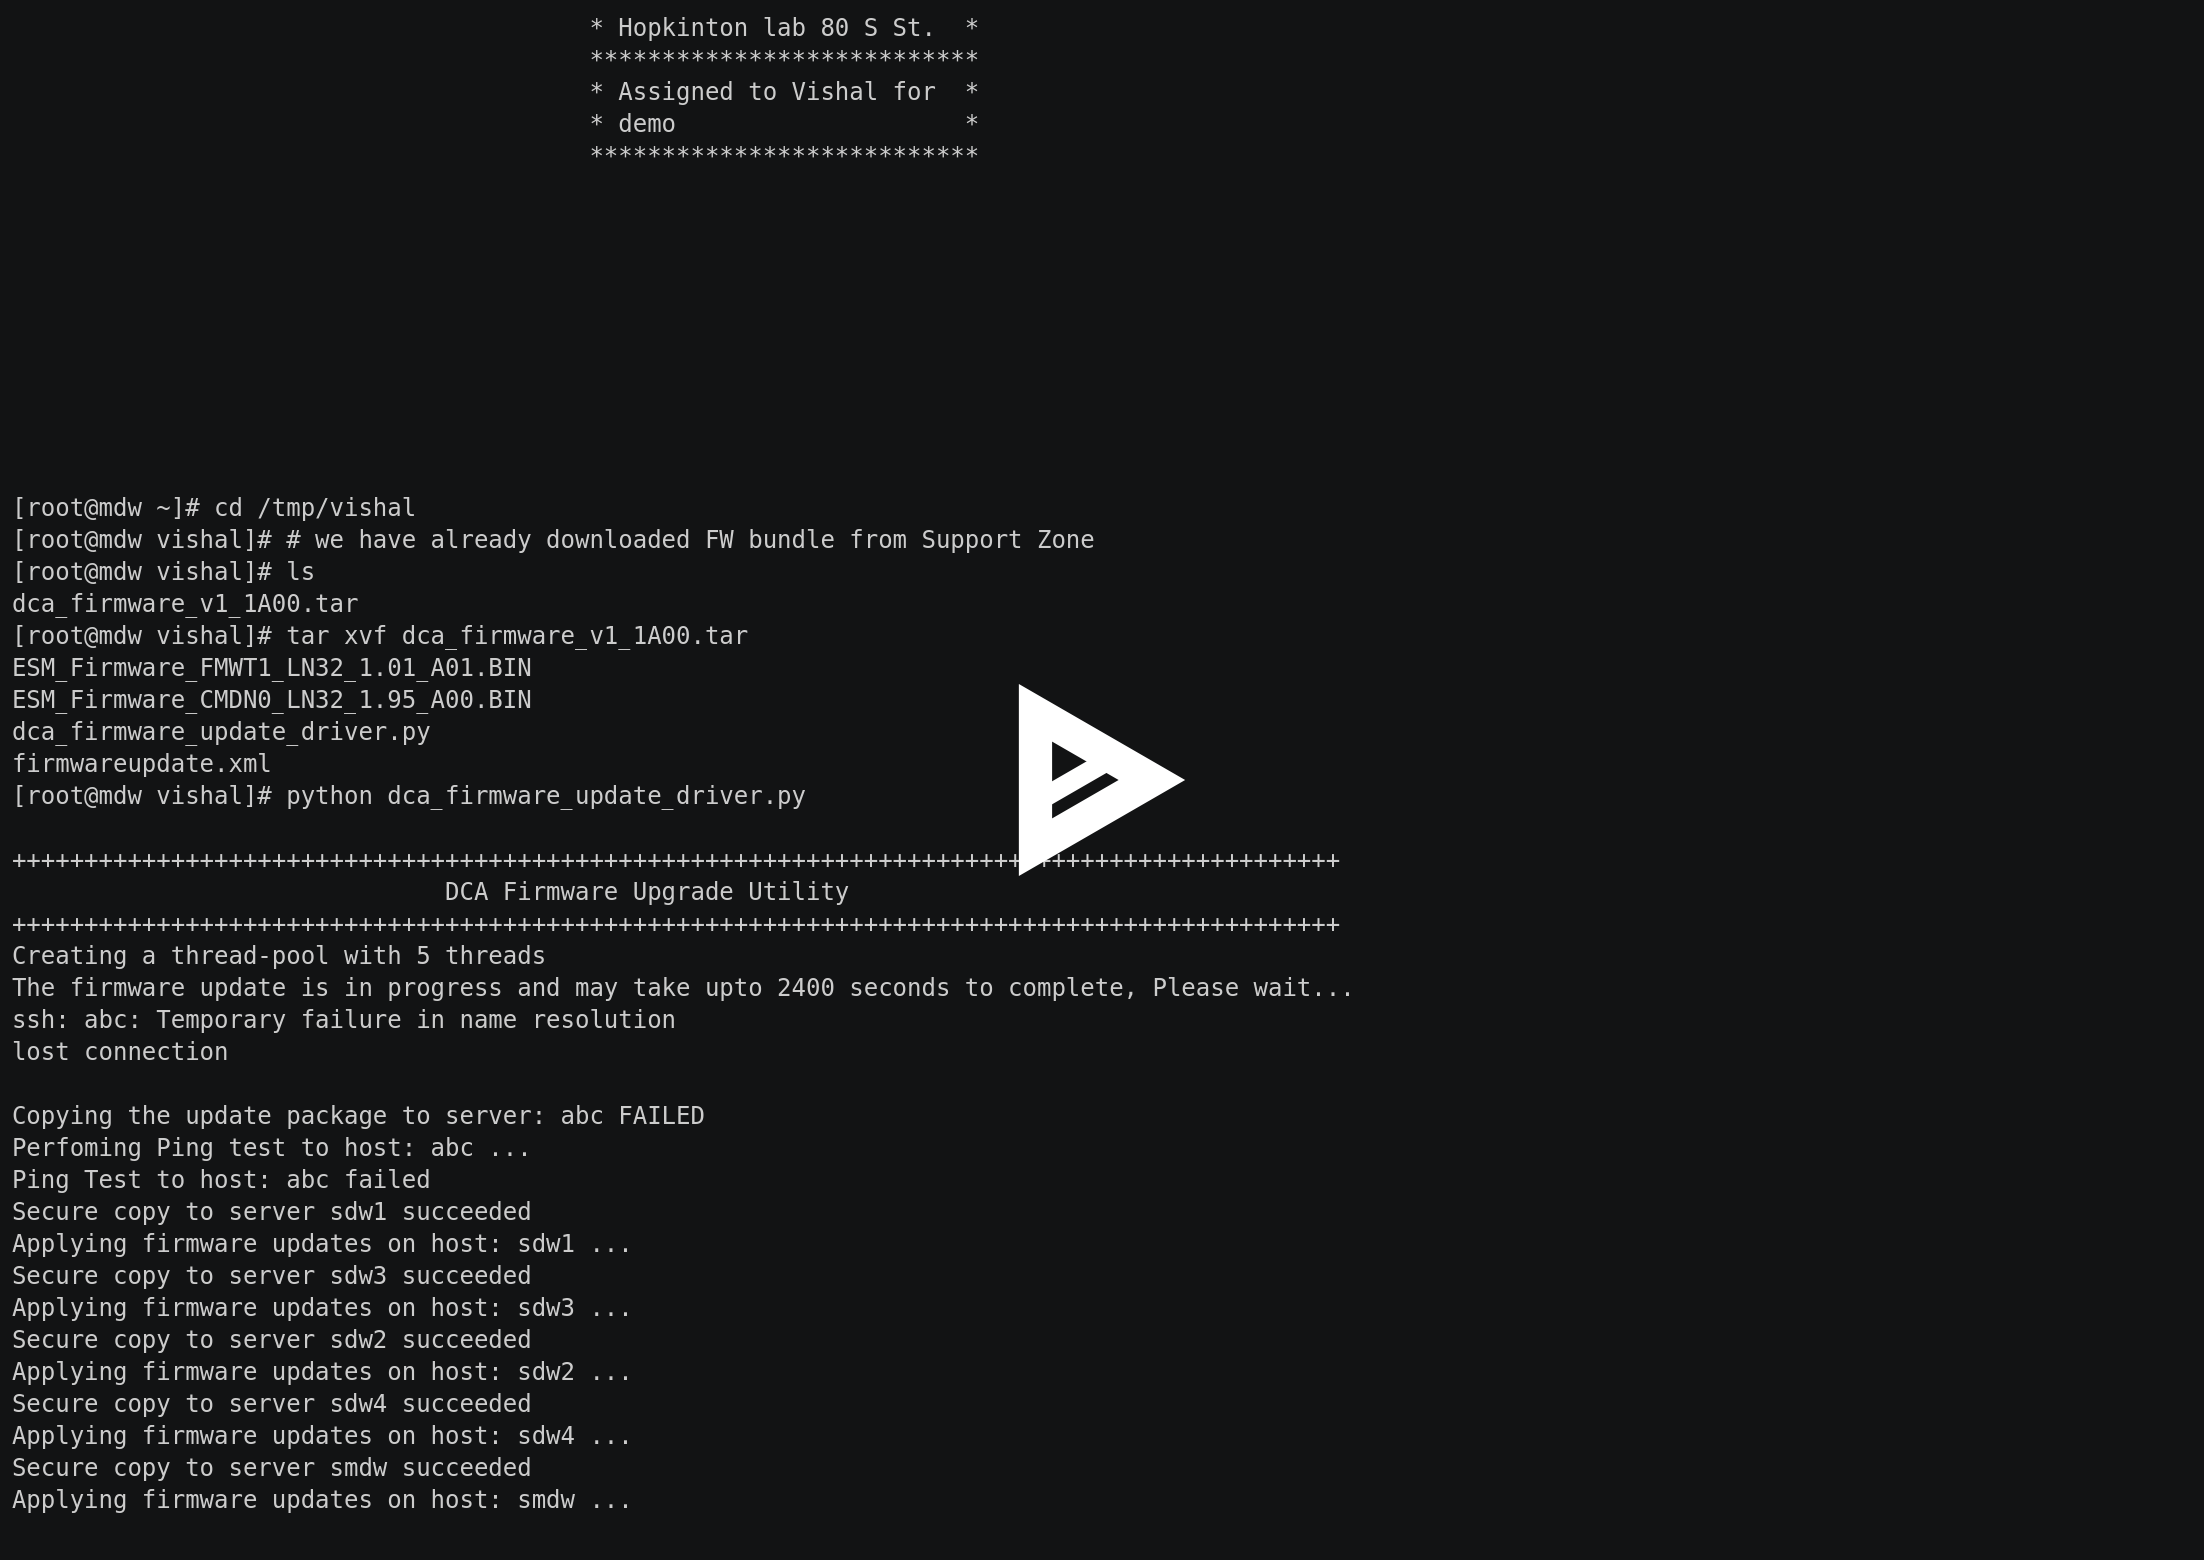 * Hopkinton lab 80 S St.  *
***************************
* Assigned to Vishal for  *
* demo                    *
***************************
[root@mdw ~]# cd /tmp/vishal
[root@mdw vishal]# # we have already downloaded FW bundle from Support Zone
[root@mdw vishal]# ls
dca_firmware_v1_1A00.tar
[root@mdw vishal]# tar xvf dca_firmware_v1_1A00.tar
ESM_Firmware_FMWT1_LN32_1.01_A01.BIN
ESM_Firmware_CMDN0_LN32_1.95_A00.BIN
dca_firmware_update_driver.py
firmwareupdate.xml
[root@mdw vishal]# python dca_firmware_update_driver.py
++++++++++++++++++++++++++++++++++++++++++++++++++++++++++++++++++++++++++++++++++++++++++++
DCA Firmware Upgrade Utility
++++++++++++++++++++++++++++++++++++++++++++++++++++++++++++++++++++++++++++++++++++++++++++
Creating a thread-pool with 5 threads
The firmware update is in progress and may take upto 2400 seconds to complete, Please wait...
ssh: abc: Temporary failure in name resolution
lost connection
Copying the update package to server: abc FAILED
Perfoming Ping test to host: abc ...
Ping Test to host: abc failed
Secure copy to server sdw1 succeeded
Applying firmware updates on host: sdw1 ...
Secure copy to server sdw3 succeeded
Applying firmware updates on host: sdw3 ...
Secure copy to server sdw2 succeeded
Applying firmware updates on host: sdw2 ...
Secure copy to server sdw4 succeeded
Applying firmware updates on host: sdw4 ...
Secure copy to server smdw succeeded
Applying firmware updates on host: smdw ...